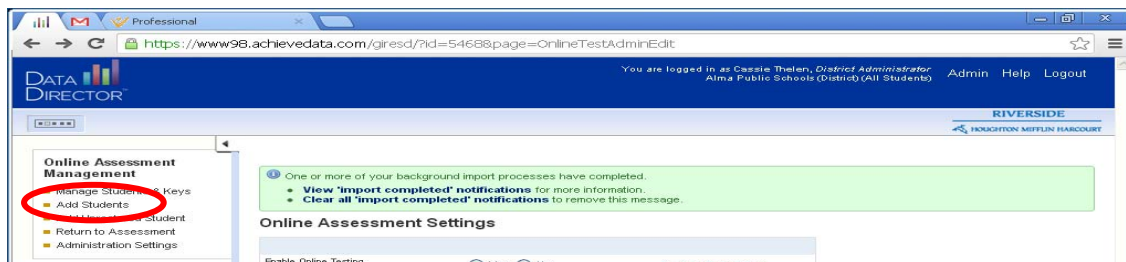 Professional
https://www98.achievedata.com/giresd/?id=5468&page=OnlineTestAdminEdit
DATA
DIRECTOR
You are logged in as Cassie Thelen, District Administrator
Alma Public Schools (District) (All Students)
Admin Help Logout
RIVERSIDE
HOUGHTON MIFFLIN HARCOURT
Online Assessment
Management
Manage Students & Keys
Add Students
Student
Return to Assessment
Administration Settings
One or more of your background import processes have completed.
View 'import completed' notifications for more information.
Clear all 'import completed' notifications to remove this message.
Online Assessment Settings
Enable Online Testing